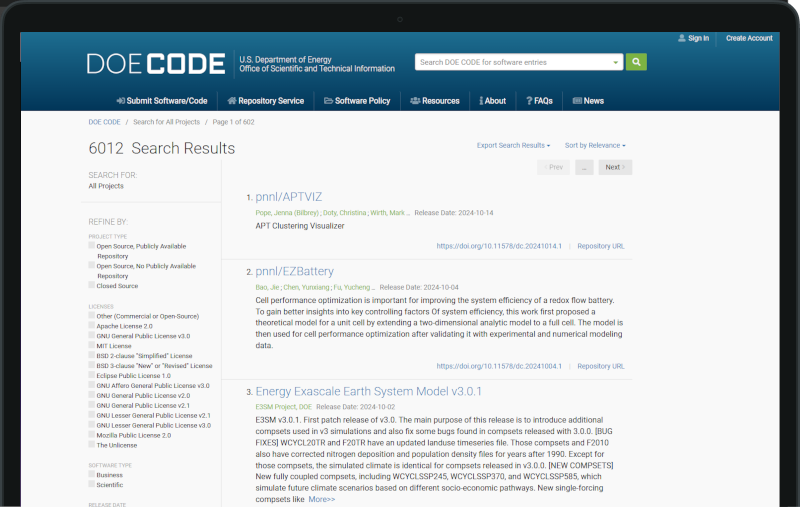 Sign In
Create Account
DOE CODE
U.S. Department of Energy
Office of Scientific and Technical Information
Search DOE CODE for software entries
Submit Software/Code
Repository Service
Software Policy
Resources
About
FAQs
News
DOE CODE / Search for All Projects / Page 1 of 602
6012 Search Results
Export Search Results
Sort by Relevance
‹ Prev
...
Next ›
SEARCH FOR:
All Projects
REFINE BY:
PROJECT TYPE
Open Source, Publicly Available
Repository
Open Source, No Publicly Available
Repository
Closed Source
LICENSES
Other (Commercial or Open-Source)
Apache License 2.0
GNU General Public License v3.0
MIT License
BSD 2-clause "Simplified" License
BSD 3-clause "New" or "Revised" License
Eclipse Public License 1.0
GNU Affero General Public License v3.0
GNU General Public License v2.0
GNU General Public License v2.1
GNU Lesser General Public License v2.1
GNU Lesser General Public License v3.0
Mozilla Public License 2.0
The Unlicense
SOFTWARE TYPE
Business
Scientific
RELEASE DATE
1. pnnl/APTVIZ
Pope, Jenna (Bilbrey) ; Doty, Christina ; Wirth, Mark ... Release Date: 2024-10-14
APT Clustering Visualizer
https://doi.org/10.11578/dc.20241014.1 | Repository URL
2. pnnl/EZBattery
Bao, Jie ; Chen, Yunxiang ; Fu, Yucheng ... Release Date: 2024-10-04
Cell performance optimization is important for improving the system efficiency of a redox flow battery.
To gain better insights into key controlling factors Of system efficiency, this work first proposed a
theoretical model for a unit cell by extending a two-dimensional analytic model to a full cell. The model is
then used for cell performance optimization after validating it with experimental and numerical modeling
data.
https://doi.org/10.11578/dc.20241004.1 | Repository URL
3. Energy Exascale Earth System Model v3.0.1
E3SM Project, DOE Release Date: 2024-10-02
E3SM v3.0.1. First patch release of v3.0. The main purpose of this release is to introduce additional
compsets used in v3 simulations and also fix some bugs found in compsets released with 3.0.0. [BUG
FIXES] WCYCL20TR and F20TR have an updated landuse timeseries file. Those compsets and F2010
also have corrected nitrogen deposition and population density files for years after 1990. Except for
those compsets, the simulated climate is identical for compsets released in v3.0.0. [NEW COMPSETS]
New fully coupled compsets, including WCYCLSSP245, WCYCLSSP370, and WCYCLSSP585, which
simulate future climate scenarios based on different socio-economic pathways. New single-forcing
compsets like More>>